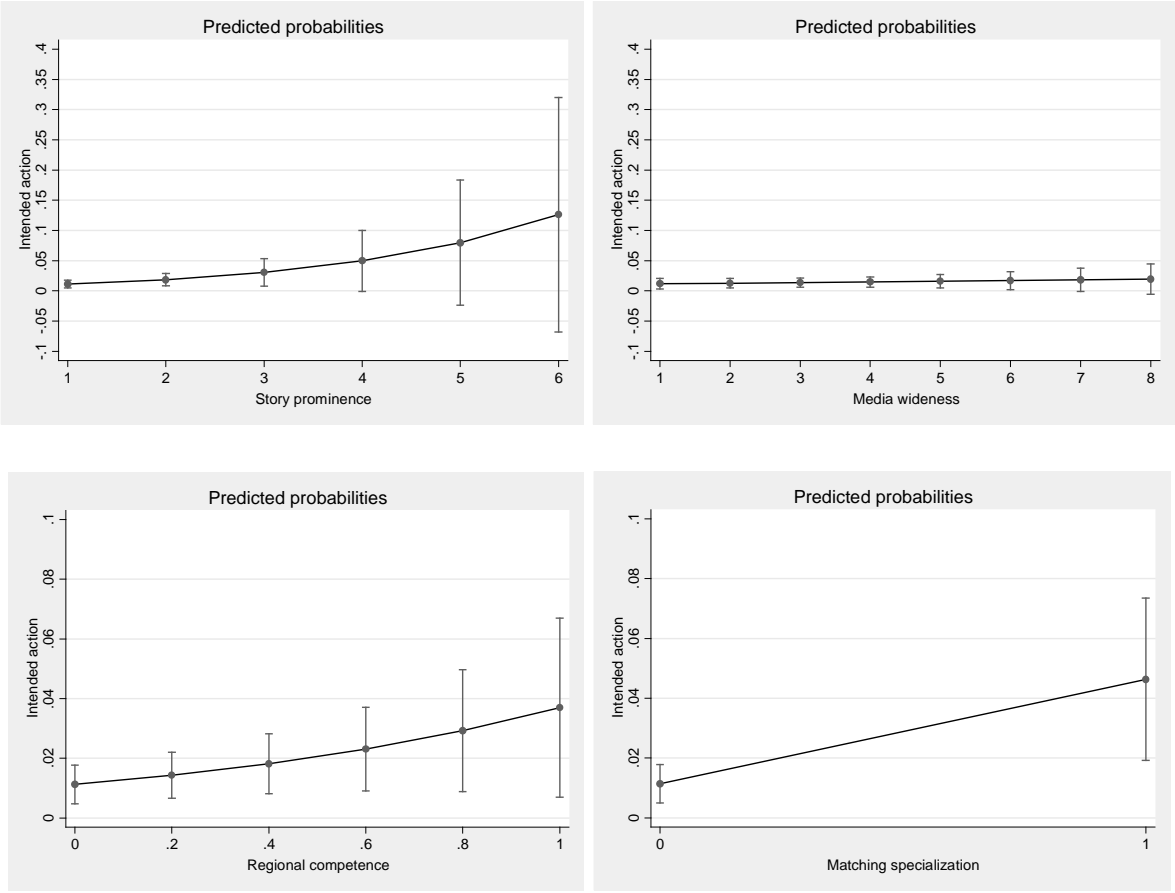 Predicted probabilities
Intended action
.4
.35
.3
.25
.2
.15
.1
.05
0
-.05
-.1
1 2 3 4 5 6
Story prominence
Predicted probabilities
Intended action
.4
.35
.3
.25
.2
.15
.1
.05
0
-.05
-.1
1 2 3 4 5 6 7 8
Media wideness
Predicted probabilities
Intended action
.1
.08
.06
.04
.02
0
0 .2 .4 .6 .8 1
Regional competence
Predicted probabilities
Intended action
.1
.08
.06
.04
.02
0
0 1
Matching specialization